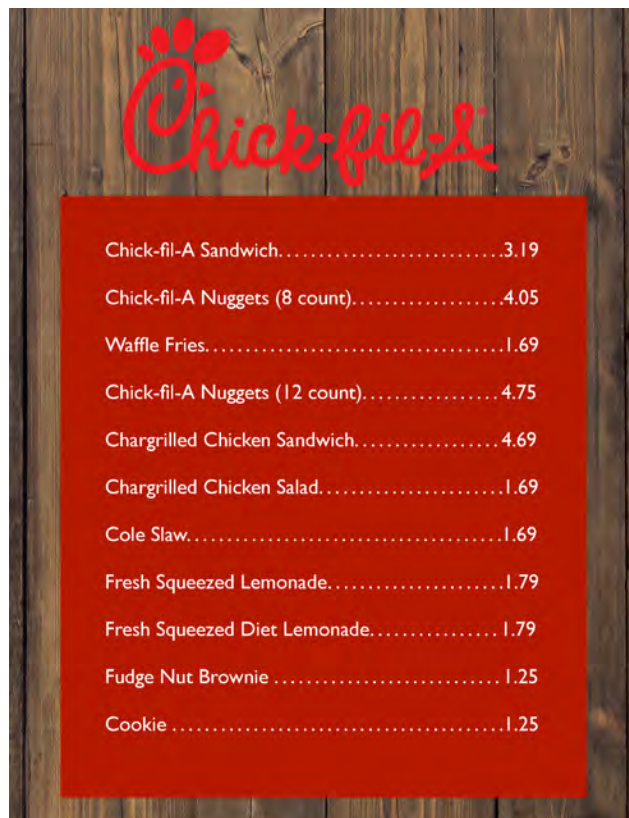 Chick-fil-A®
Chick-fil-A Sandwich............................3.19
Chick-fil-A Nuggets (8 count)...................4.05
Waffle Fries.....................................1.69
Chick-fil-A Nuggets (12 count).................4.75
Chargrilled Chicken Sandwich..................4.69
Chargrilled Chicken Salad.......................1.69
Cole Slaw.......................................1.69
Fresh Squeezed Lemonade......................1.79
Fresh Squeezed Diet Lemonade................1.79
Fudge Nut Brownie ............................1.25
Cookie .........................................1.25